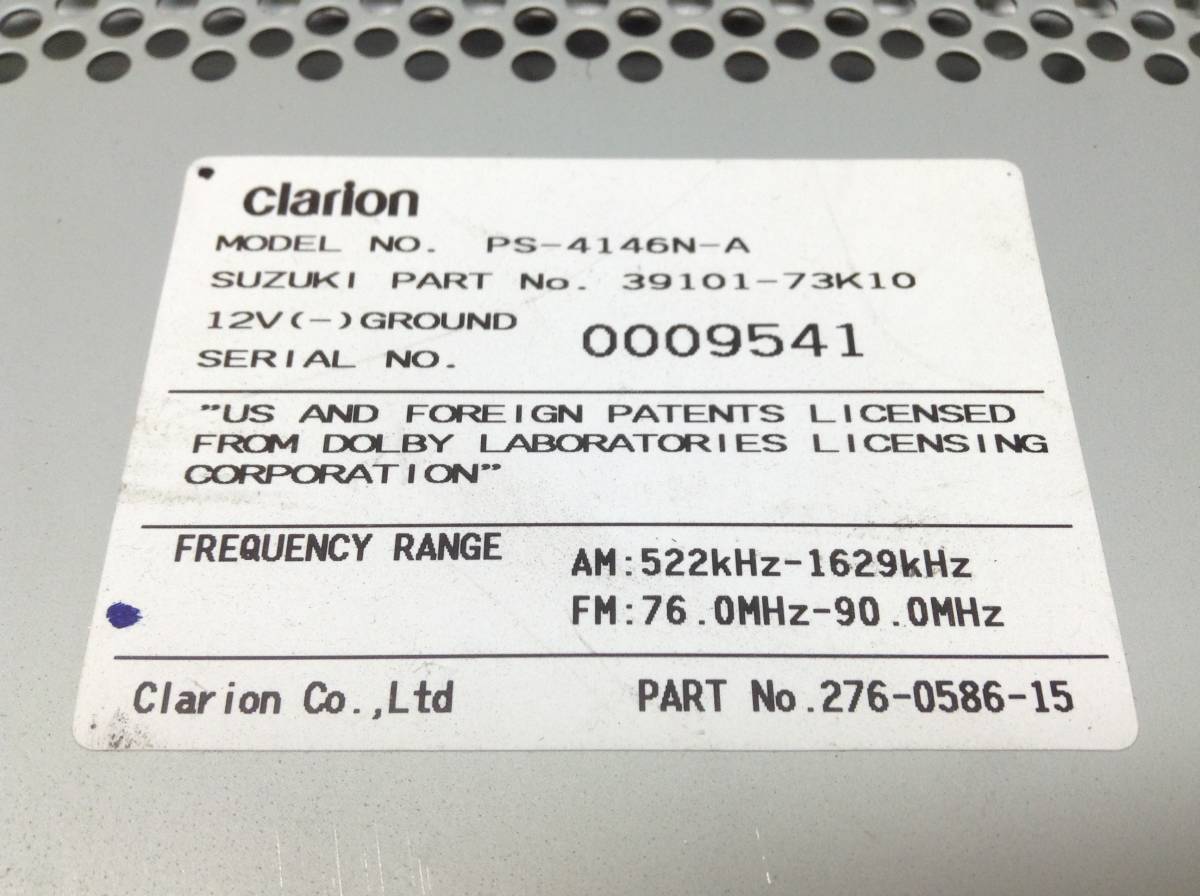 clarion
MODEL NO. PS-4146N-A
SUZUKI PART No. 39101-73K10
12V(-)GROUND
SERIAL NO. 0009541
"US AND FOREIGN PATENTS LICENSED
FROM DOLBY LABORATORIES LICENSING
CORPORATION"
FREQUENCY RANGE AM:522kHz-1629kHz
FM:76.0MHz-90.0MHz
Clarion Co.,Ltd PART No.276-0586-15